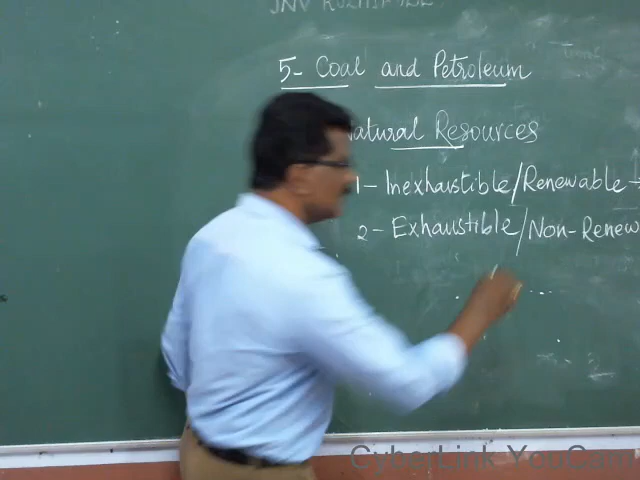 JNV
5- Coal and Petroleum
Natural Resources
1- Inexhaustible/Renewable →
2- Exhaustible/Non-Renew
CyberLink YouCam